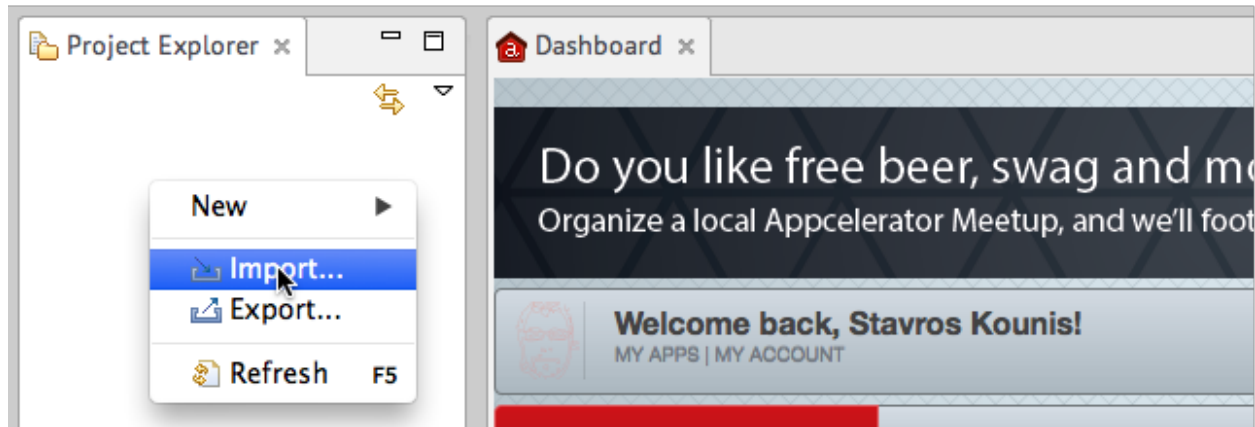 Project Explorer
Dashboard
New
Import...
Export...
Refresh F5
Do you like free beer, swag and
Organize a local Appcelerator Meetup, and we'll foot
Welcome back, Stavros Kounis!
MY APPS | MY ACCOUNT